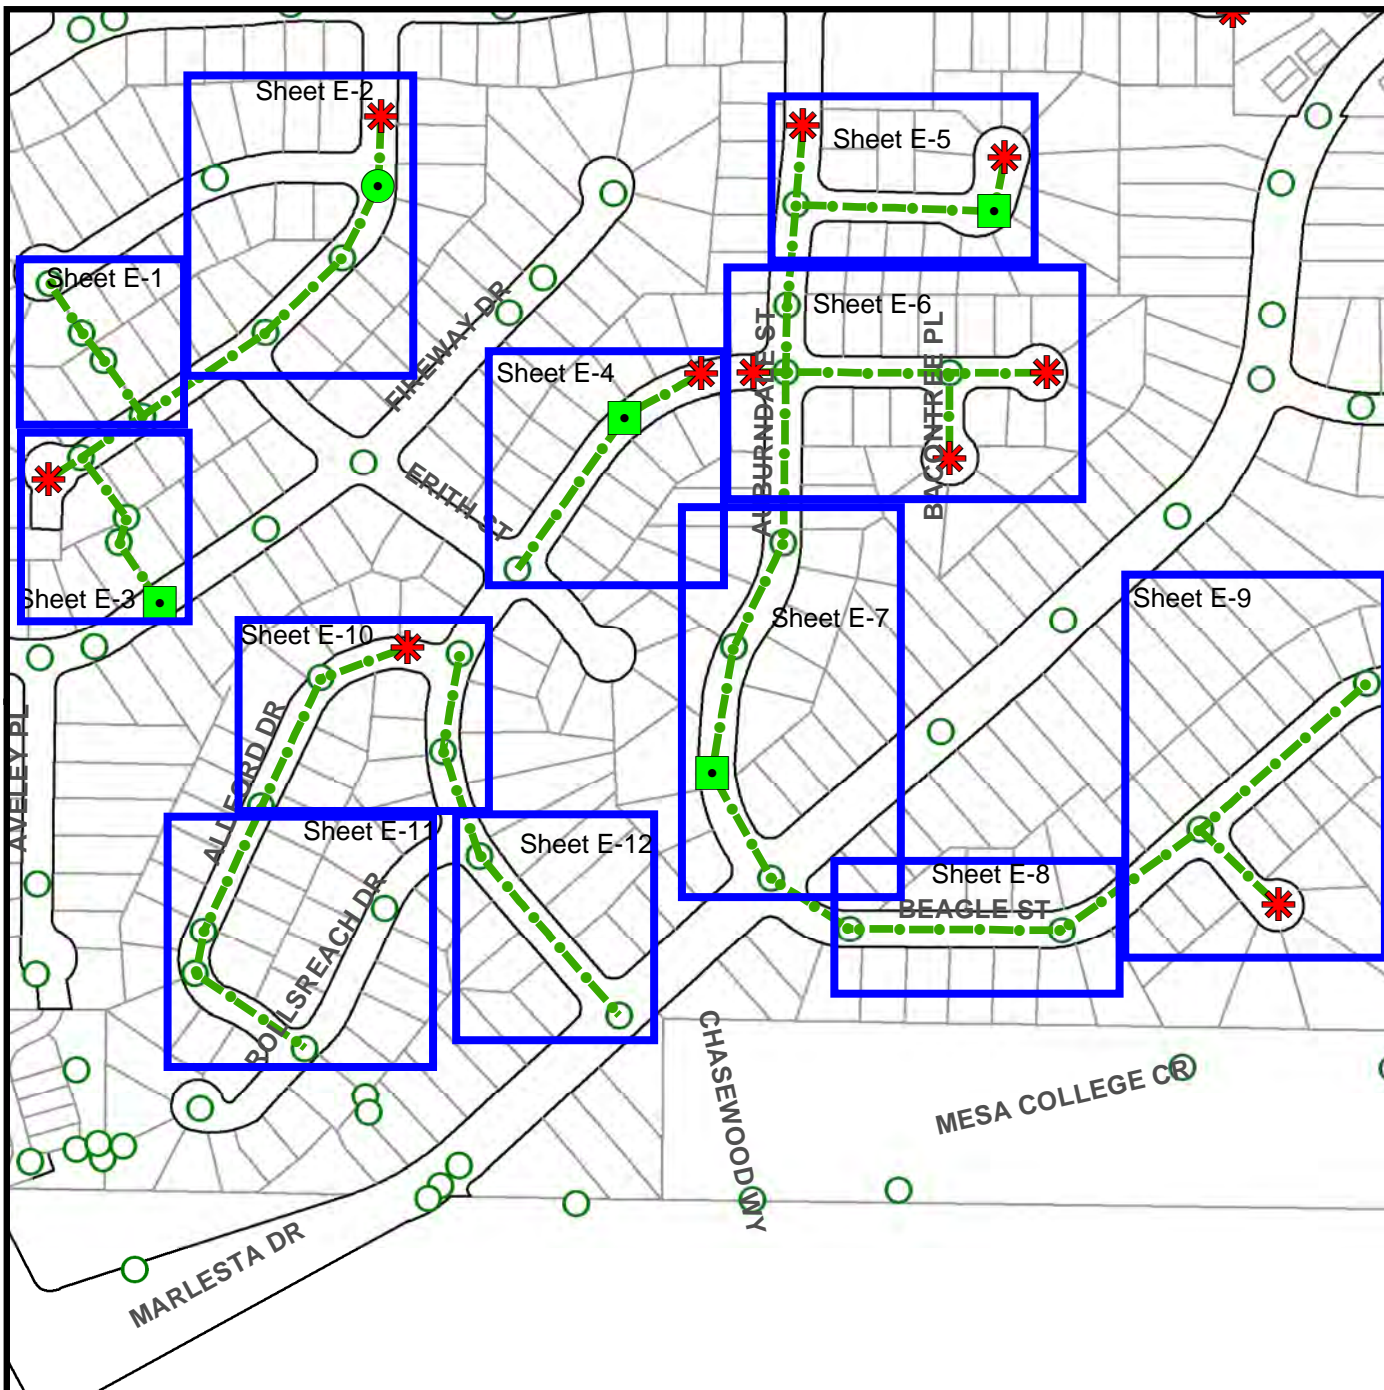 Sheet E-2
Sheet E-5
Sheet E-1
Sheet E-6
FIREWAY DR
AUBURNDALE ST
BACONTREE PL
Sheet E-4
ERITH ST
Sheet E-3
Sheet E-9
Sheet E-7
Sheet E-10
AVELEY PL
ALLFORD DR
Sheet E-11
Sheet E-12
Sheet E-8
BEAGLE ST
ROLLSREACH DR
CHASEWOOD WY
MESA COLLEGE CR
MARLESTA DR